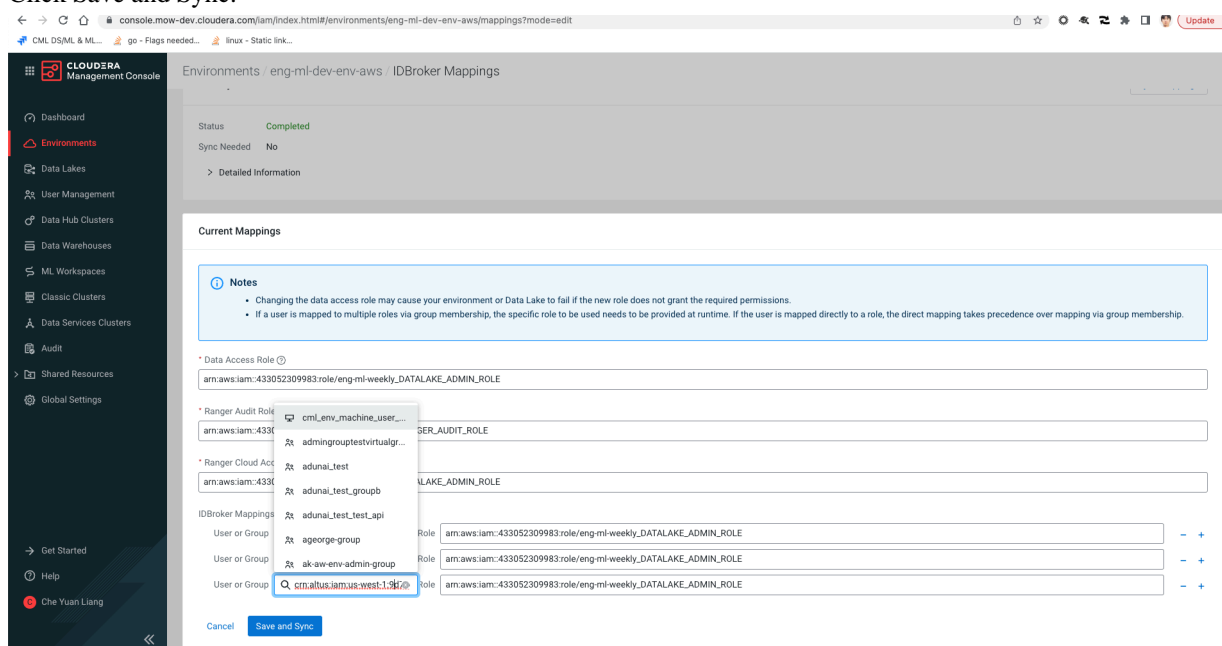 Click Save and Sync.
console.mow-dev.cloudera.com/iam/index.html#/environments/eng-ml-dev-env-aws/mappings?mode=edit
Update
CML DS/ML & ML...
go - Flags needed...
linux - Static link...
CLOUDERA
Management Console
Environments / eng-ml-dev-env-aws / IDBroker Mappings
Dashboard
Environments
Data Lakes
User Management
Data Hub Clusters
Data Warehouses
ML Workspaces
Classic Clusters
Data Services Clusters
Audit
Shared Resources
Global Settings
Get Started
Help
C Che Yuan Liang
Status Completed
Sync Needed No
> Detailed Information
Current Mappings
Notes
• Changing the data access role may cause your environment or Data Lake to fail if the new role does not grant the required permissions.
• If a user is mapped to multiple roles via group membership, the specific role to be used needs to be provided at runtime. If the user is mapped directly to a role, the direct mapping takes precedence over mapping via group membership.
* Data Access Role
arn:aws:iam::433052309983:role/eng-ml-weekly_DATALAKE_ADMIN_ROLE
* Ranger Audit Role
arn:aws:iam::4330 GER_AUDIT_ROLE
* Ranger Cloud Acc
arn:aws:iam::4330 ALAKE_ADMIN_ROLE
cml_env_machine_user_...
admingrouptestvirtualgr...
adunai_test
adunai_test_groupb
adunai_test_test_api
ageorge-group
ak-aw-env-admin-group
IDBroker Mappings
User or Group Role arn:aws:iam::433052309983:role/eng-ml-weekly_DATALAKE_ADMIN_ROLE - +
User or Group Role arn:aws:iam::433052309983:role/eng-ml-weekly_DATALAKE_ADMIN_ROLE - +
User or Group crn:altus:iam:us-west-1:9 Role arn:aws:iam::433052309983:role/eng-ml-weekly_DATALAKE_ADMIN_ROLE - +
Cancel Save and Sync